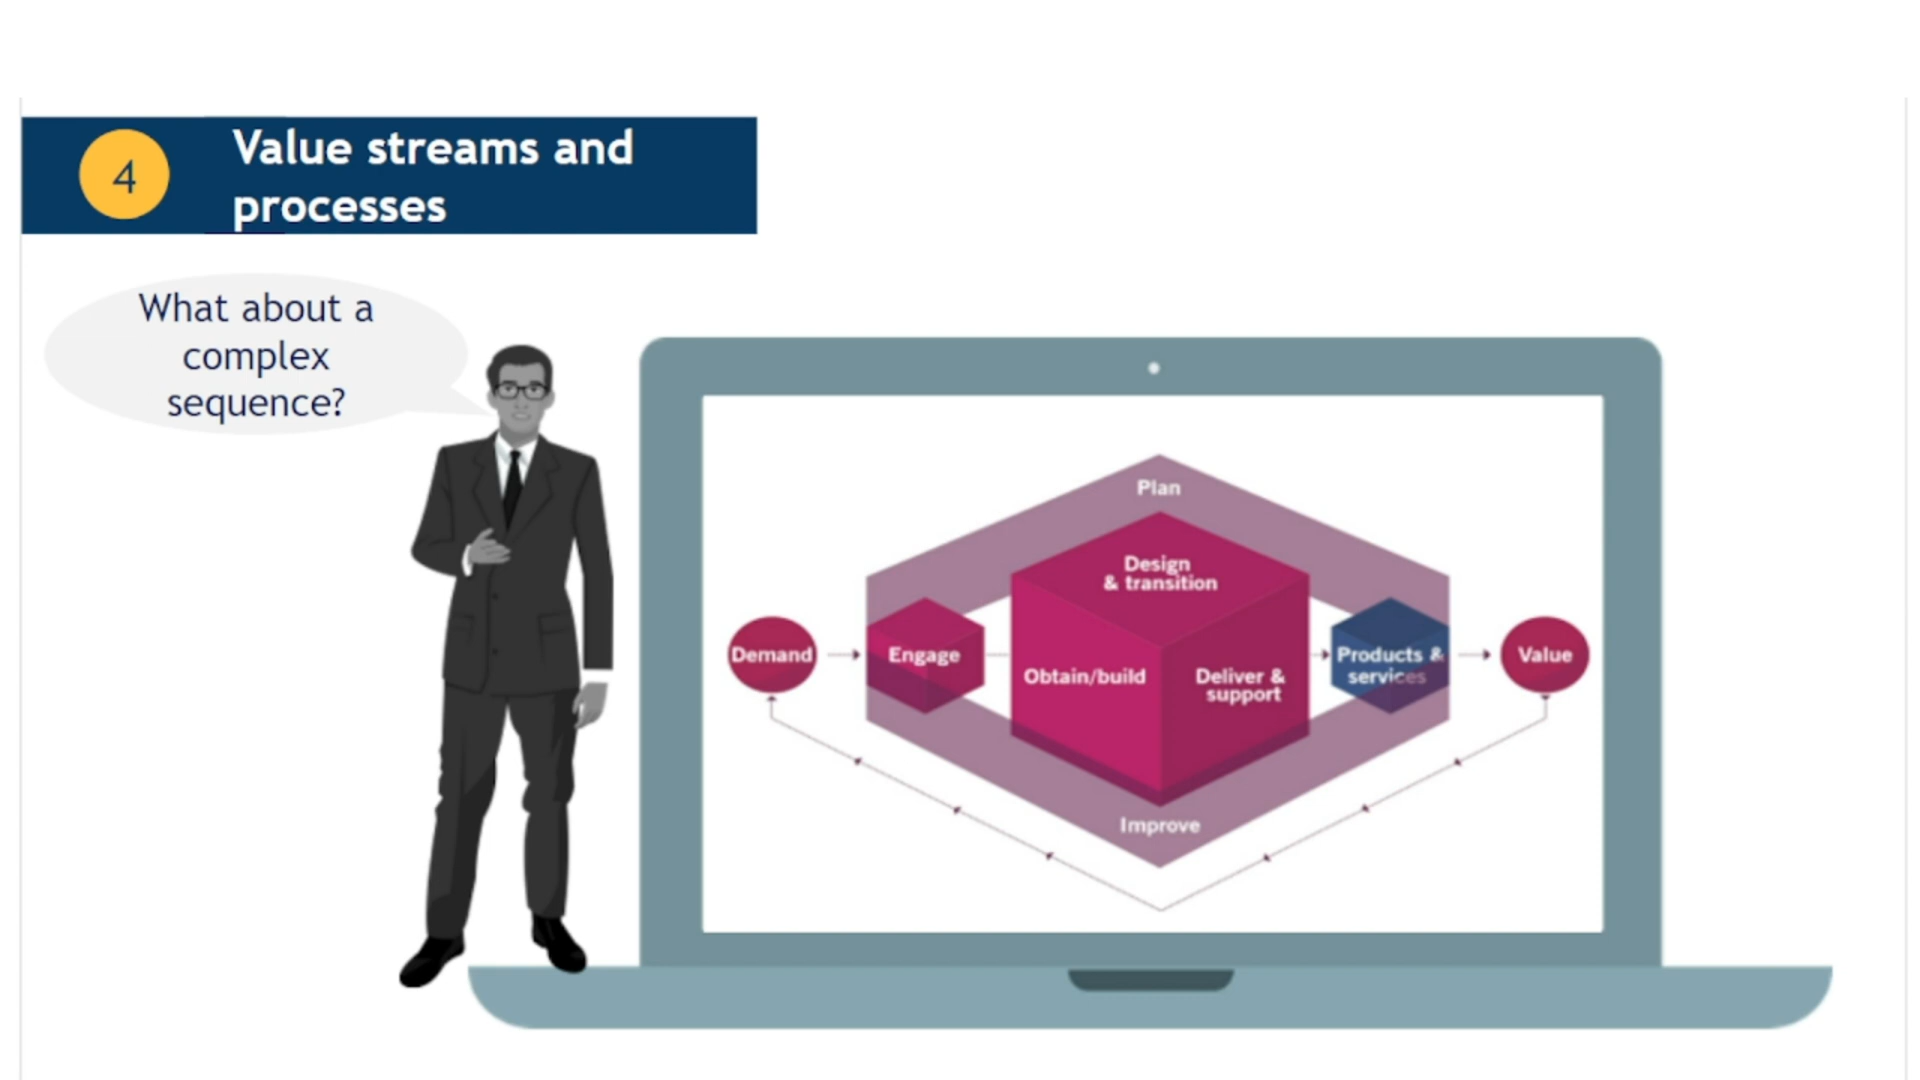 4
Value streams and
processes
What about a
complex
sequence?
Plan
Design
& transition
Demand
Engage
Obtain/build
Deliver &
support
Products &
services
Value
Improve